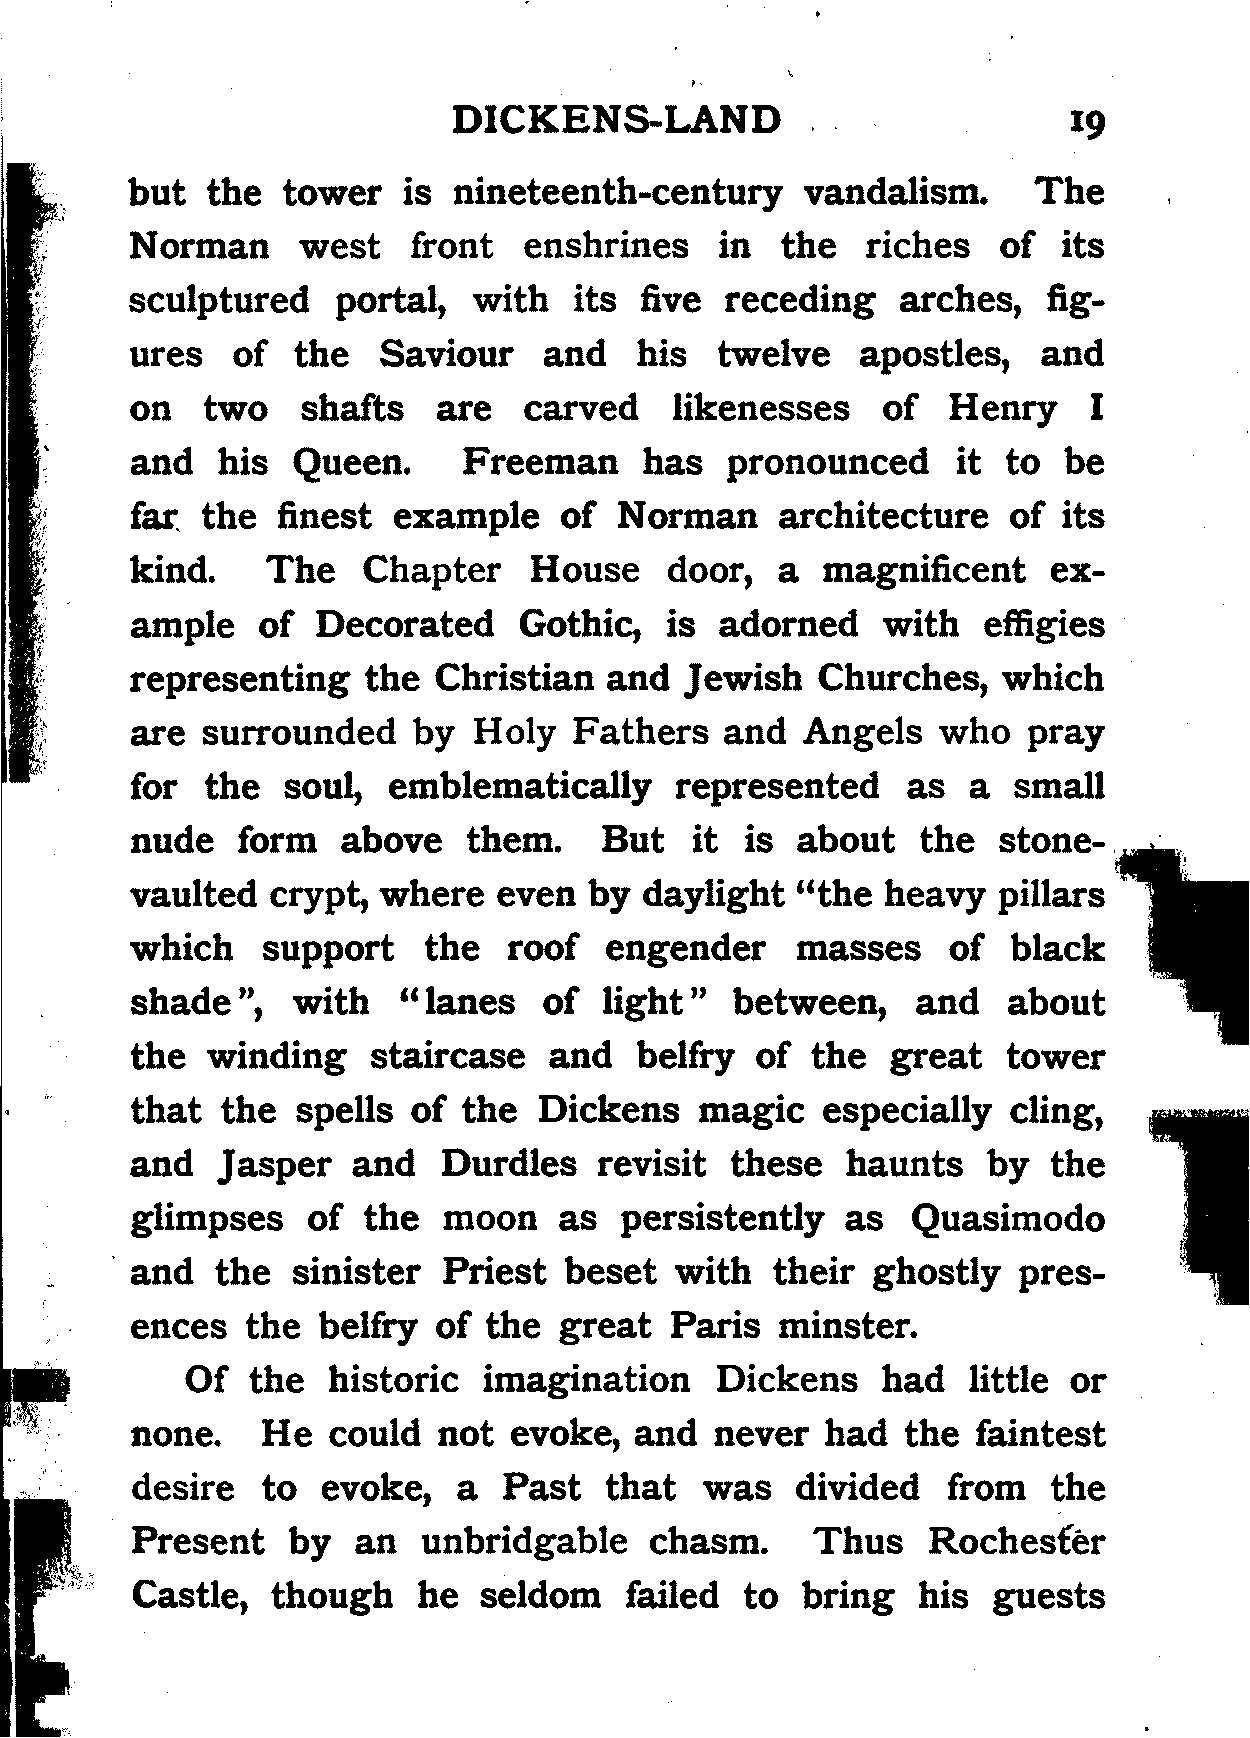 DICKENS-LAND 19
but the tower is nineteenth-century vandalism. The
Norman west front enshrines in the riches of its
sculptured portal, with its five receding arches, fig-
ures of the Saviour and his twelve apostles, and
on two shafts are carved likenesses of Henry I
and his Queen. Freeman has pronounced it to be
far the finest example of Norman architecture of its
kind. The Chapter House door, a magnificent ex-
ample of Decorated Gothic, is adorned with effigies
representing the Christian and Jewish Churches, which
are surrounded by Holy Fathers and Angels who pray
for the soul, emblematically represented as a small
nude form above them. But it is about the stone-
vaulted crypt, where even by daylight "the heavy pillars
which support the roof engender masses of black
shade", with "lanes of light" between, and about
the winding staircase and belfry of the great tower
that the spells of the Dickens magic especially cling,
and Jasper and Durdles revisit these haunts by the
glimpses of the moon as persistently as Quasimodo
and the sinister Priest beset with their ghostly pres-
ences the belfry of the great Paris minster.
Of the historic imagination Dickens had little or
none. He could not evoke, and never had the faintest
desire to evoke, a Past that was divided from the
Present by an unbridgable chasm. Thus Rochester
Castle, though he seldom failed to bring his guests